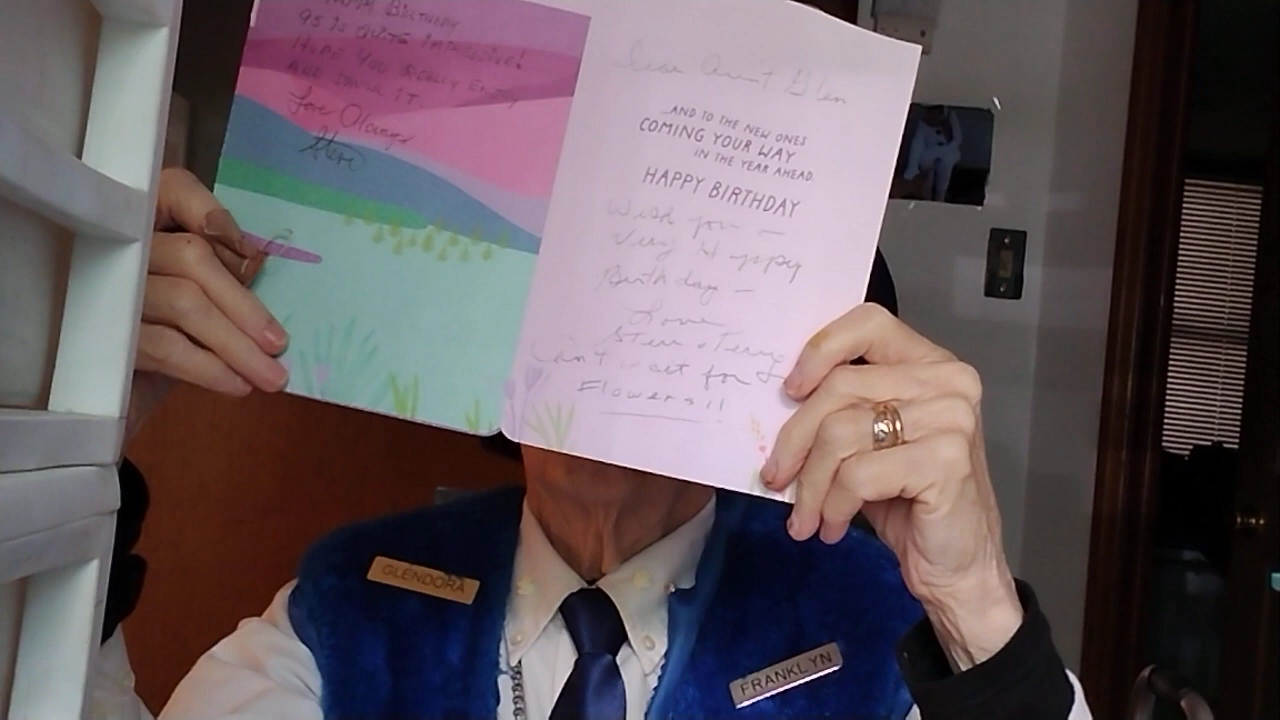 Happy Birthday
95 is quite impressive!
Hope you really enjoy
and savor it.
Love Always
Steve
Dear Aunt Glen
...AND TO THE NEW ONES
COMING YOUR WAY
IN THE YEAR AHEAD.
HAPPY BIRTHDAY
Wish you a
Very Happy
Birthday –
Love
Steve & Terry
Can't wait for
Flowers!!
GLENDORA
FRANKLYN